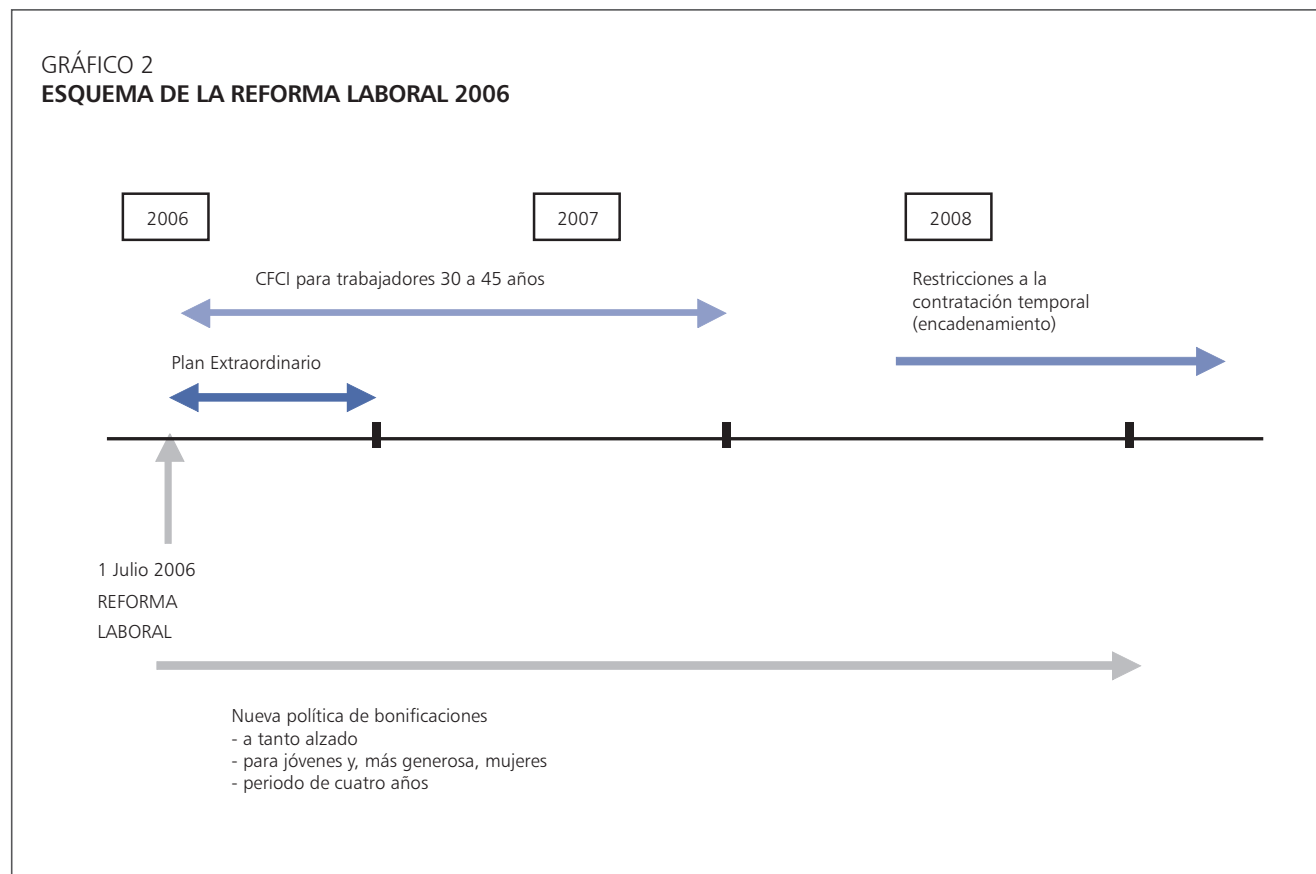 GRÁFICO 2
ESQUEMA DE LA REFORMA LABORAL 2006
2006
2007
2008
CFCI para trabajadores 30 a 45 años
Restricciones a la
contratación temporal
(encadenamiento)
Plan Extraordinario
1 Julio 2006
REFORMA
LABORAL
Nueva política de bonificaciones
- a tanto alzado
- para jóvenes y, más generosa, mujeres
- periodo de cuatro años